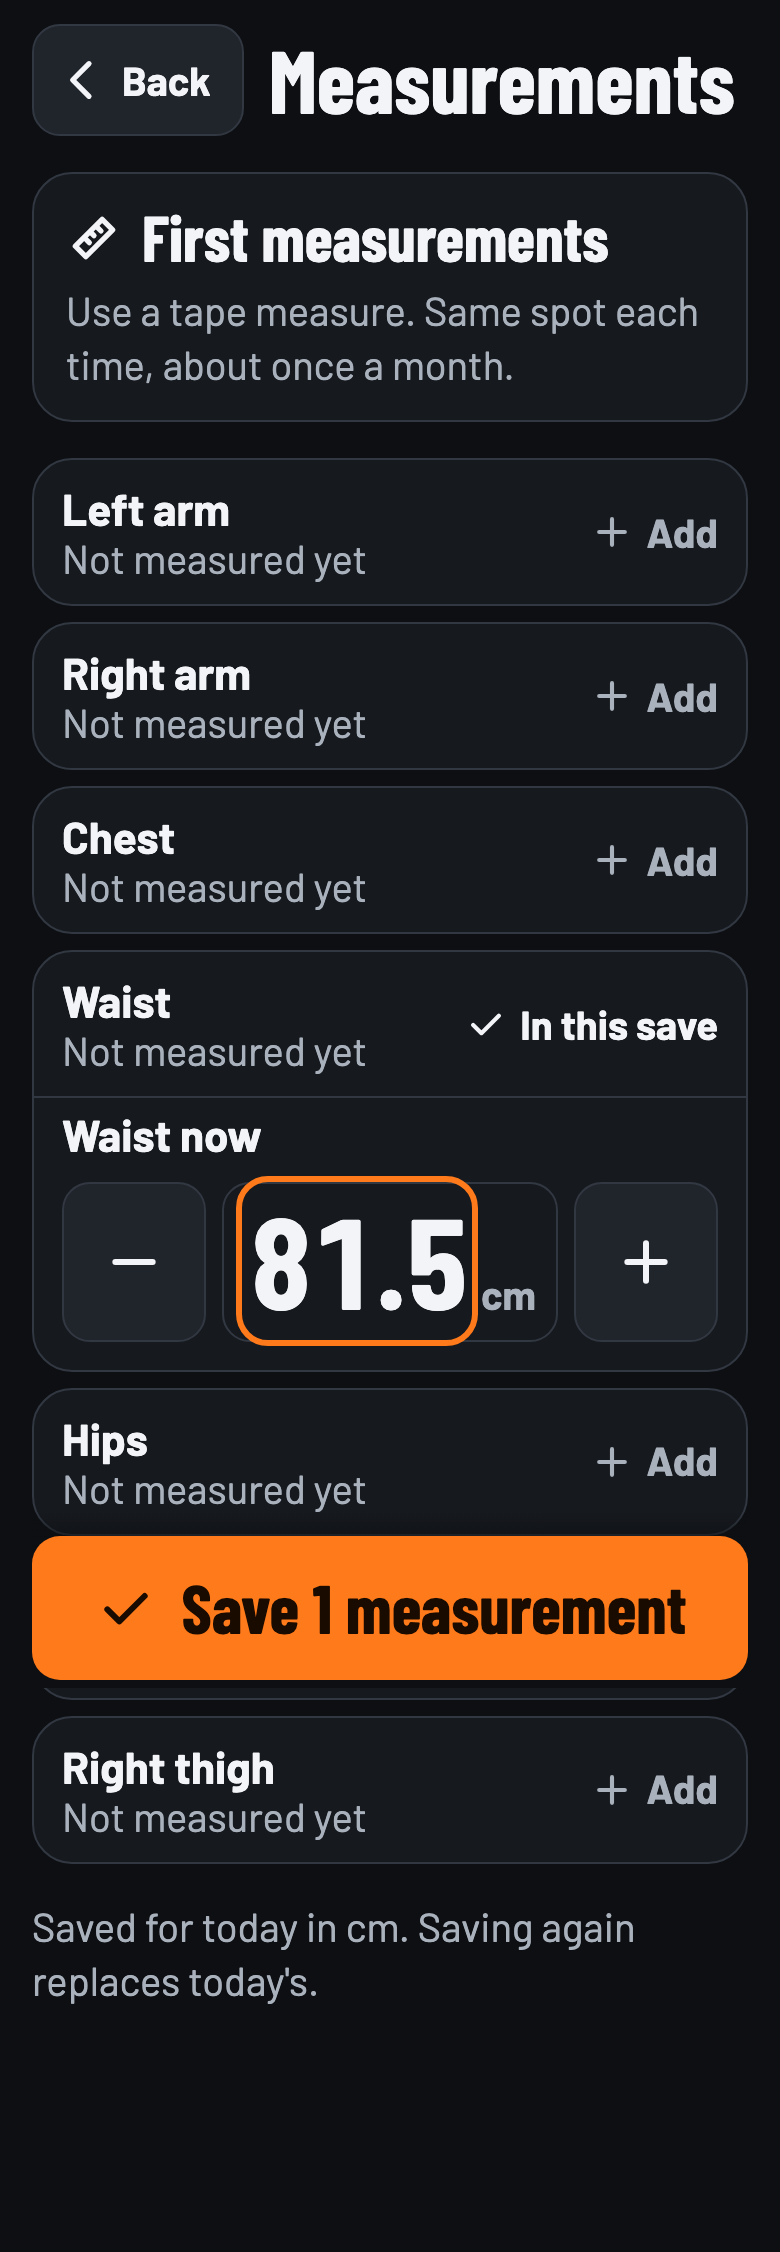 Back
Measurements
First measurements
Use a tape measure. Same spot each
time, about once a month.
Left arm
Not measured yet
Add
Right arm
Not measured yet
Add
Chest
Not measured yet
Add
Waist
Not measured yet
In this save
Waist now
81.5 cm
Hips
Not measured yet
Add
Save 1 measurement
Right thigh
Not measured yet
Add
Saved for today in cm. Saving again
replaces today's.